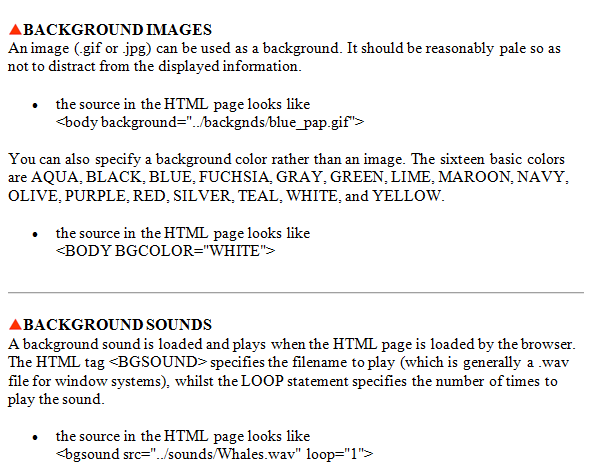 ▲BACKGROUND IMAGES
An image (.gif or .jpg) can be used as a background. It should be reasonably pale so as
not to distract from the displayed information.
• the source in the HTML page looks like
<body background="../backgnds/blue_pap.gif">
You can also specify a background color rather than an image. The sixteen basic colors
are AQUA, BLACK, BLUE, FUCHSIA, GRAY, GREEN, LIME, MAROON, NAVY,
OLIVE, PURPLE, RED, SILVER, TEAL, WHITE, and YELLOW.
• the source in the HTML page looks like
<BODY BGCOLOR="WHITE">
▲BACKGROUND SOUNDS
A background sound is loaded and plays when the HTML page is loaded by the browser.
The HTML tag <BGSOUND> specifies the filename to play (which is generally a .wav
file for window systems), whilst the LOOP statement specifies the number of times to
play the sound.
• the source in the HTML page looks like
<bgsound src="../sounds/Whales.wav" loop="1">